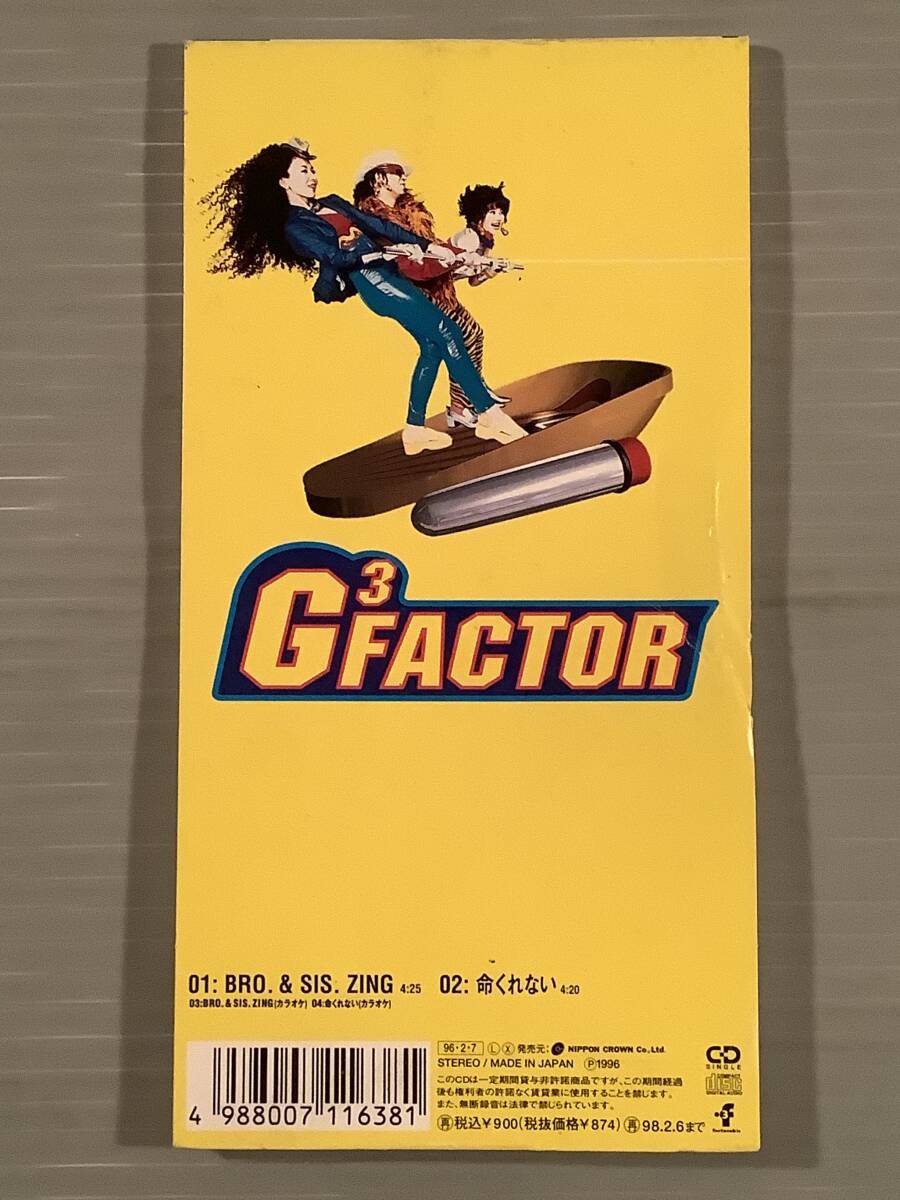 G³FACTOR
01: BRO. & SIS. ZING 4:25 02: 命くれない 4:20
03:BRO. & SIS. ZING(カラオケ) 04:命くれない(カラオケ)
96・2・7 Ⓛ Ⓧ 発売元: NIPPON CROWN Co., Ltd.
STEREO / MADE IN JAPAN Ⓟ1996
このCDは一定期間貸与非許諾商品ですが、この期間経過
後も権利者の許諾なく賃貸業に使用することを禁じます。
また、無断録音は法律で禁じられています。
再税込¥900(税抜価格¥874) 再98.2.6まで
CD
SINGLE
COMPACT
disc
DIGITAL AUDIO
4 988007 116381